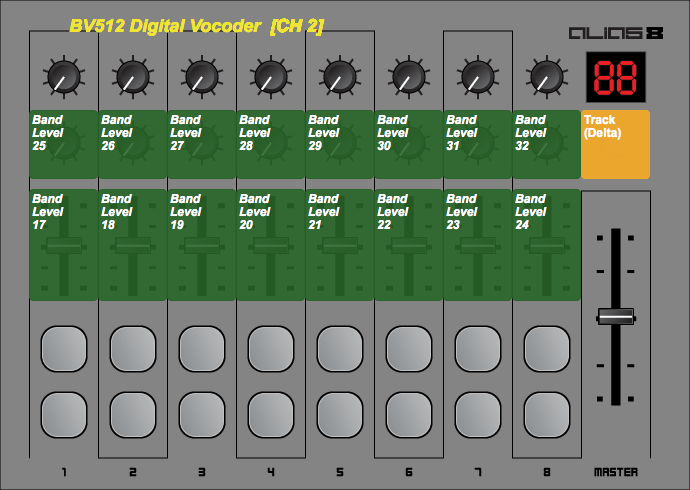 BV512 Digital Vocoder [CH 2]
ALIAS 8
88
Band Level 25
Band Level 26
Band Level 27
Band Level 28
Band Level 29
Band Level 30
Band Level 31
Band Level 32
Track (Delta)
Band Level 17
Band Level 18
Band Level 19
Band Level 20
Band Level 21
Band Level 22
Band Level 23
Band Level 24
1 2 3 4 5 6 7 8 MASTER